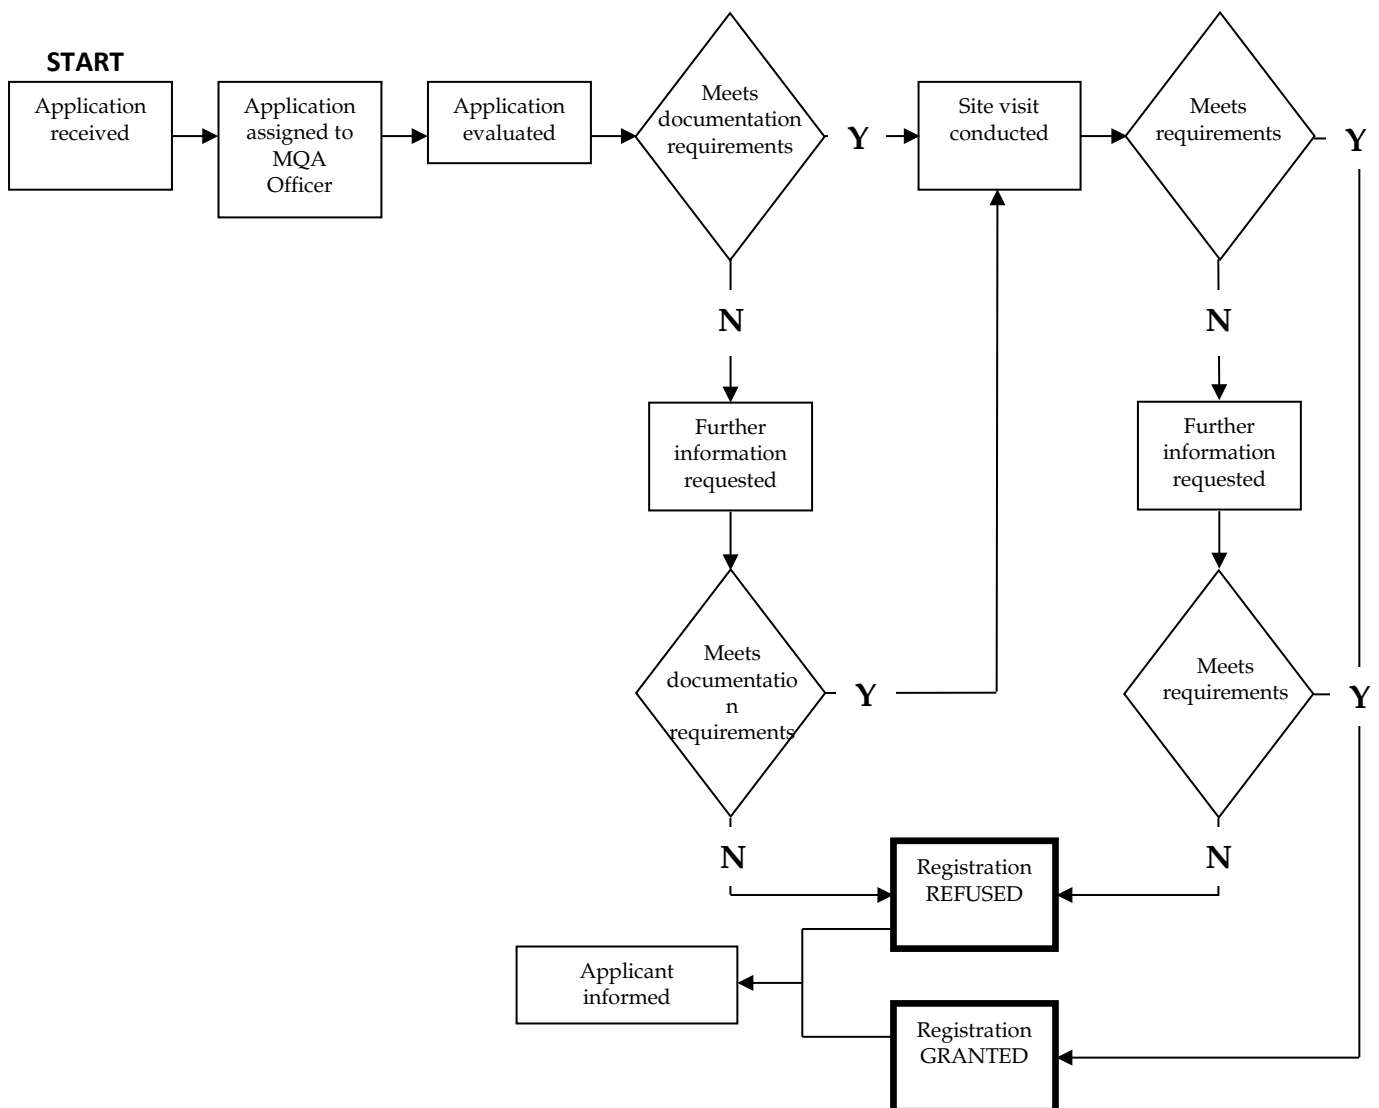 START
Application
received
Application
assigned to
MQA
Officer
Application
evaluated
Meets
documentation
requirements
Y
Site visit
conducted
Meets
requirements
Y
N
N
Further
information
requested
Further
information
requested
Meets
documentatio
n
requirements
Y
Meets
requirements
Y
N
N
Registration
REFUSED
Applicant
informed
Registration
GRANTED